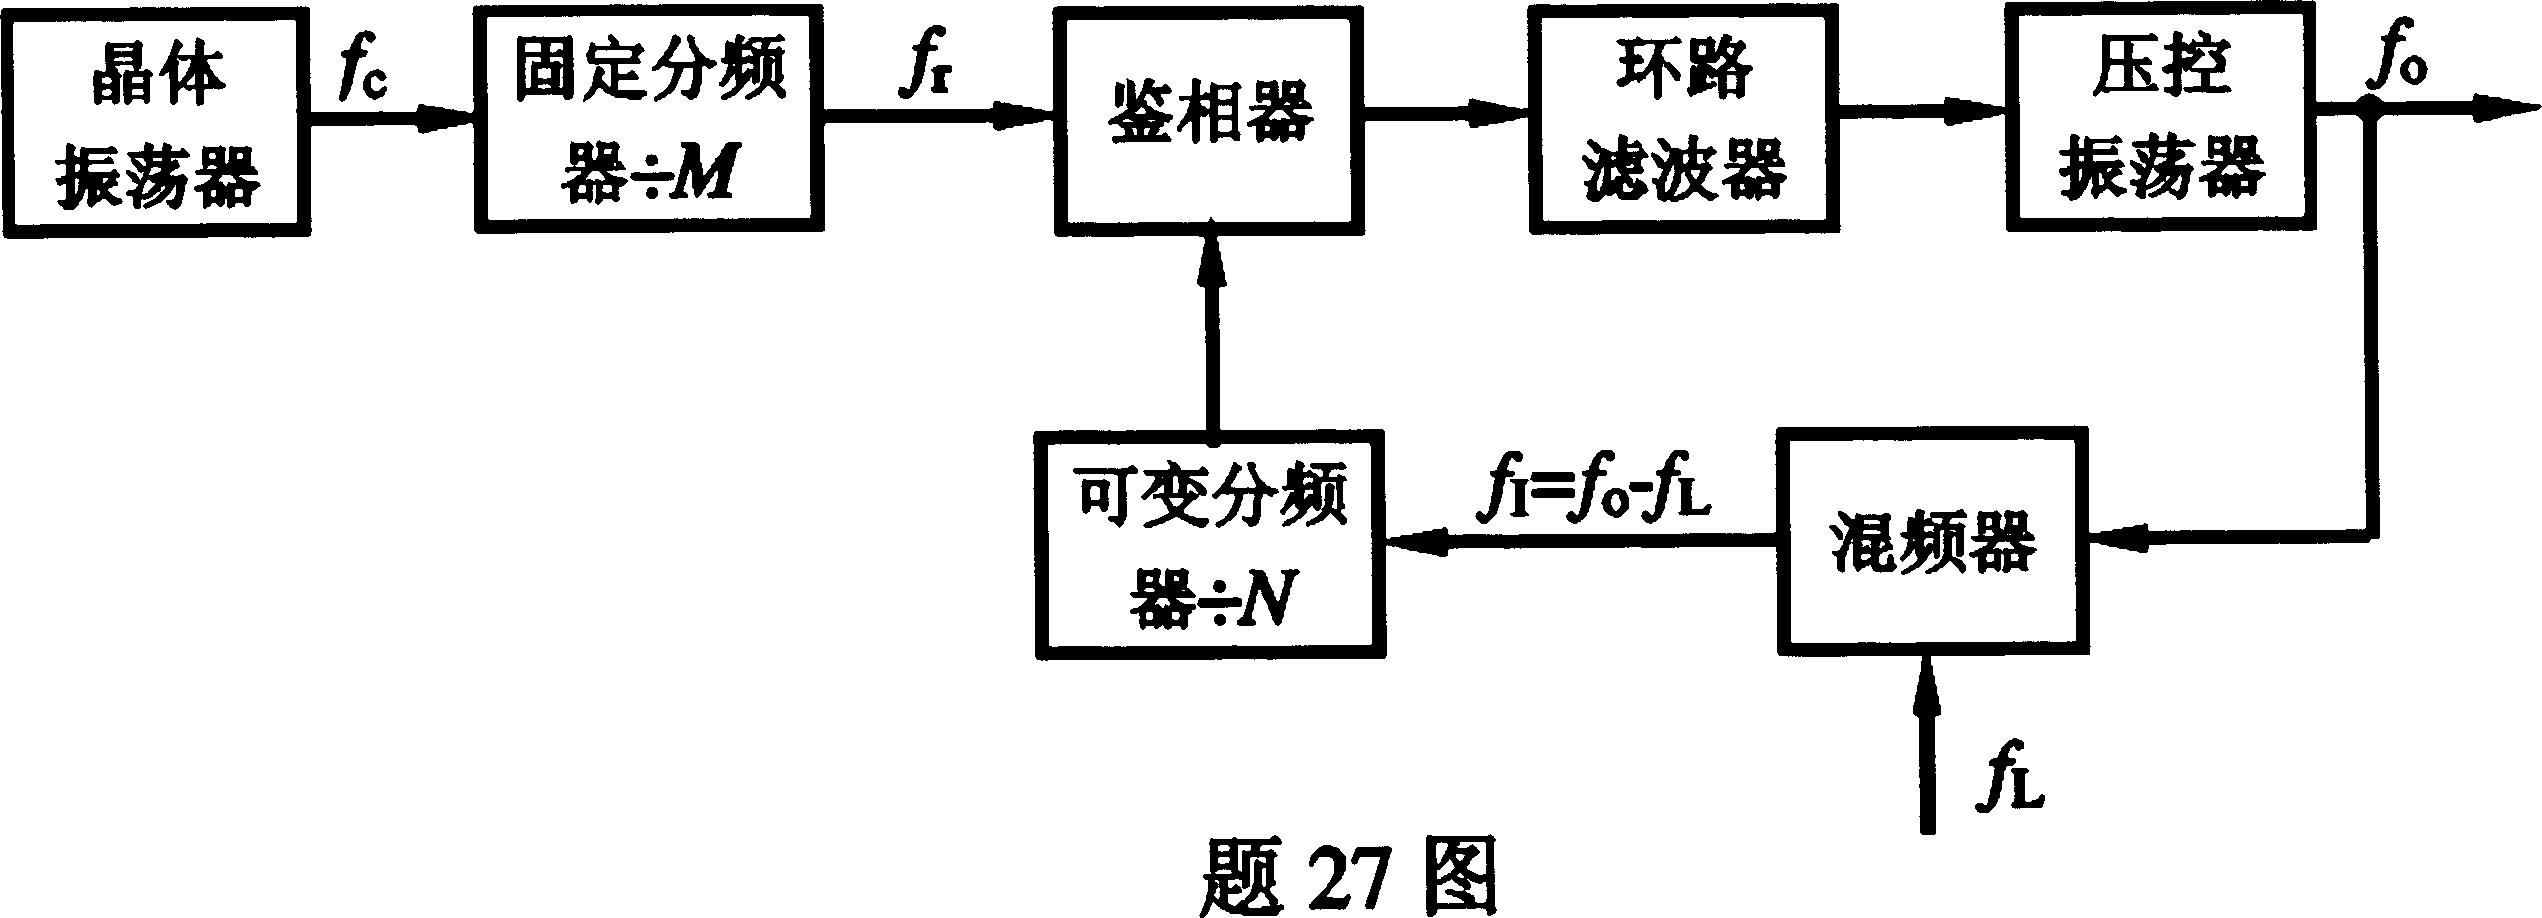 晶体
振荡器
fc
固定分频
器÷M
fr
鉴相器
环路
滤波器
压控
振荡器
fo
可变分频
器÷N
fI=fo-fL
混频器
fL
题 27 图